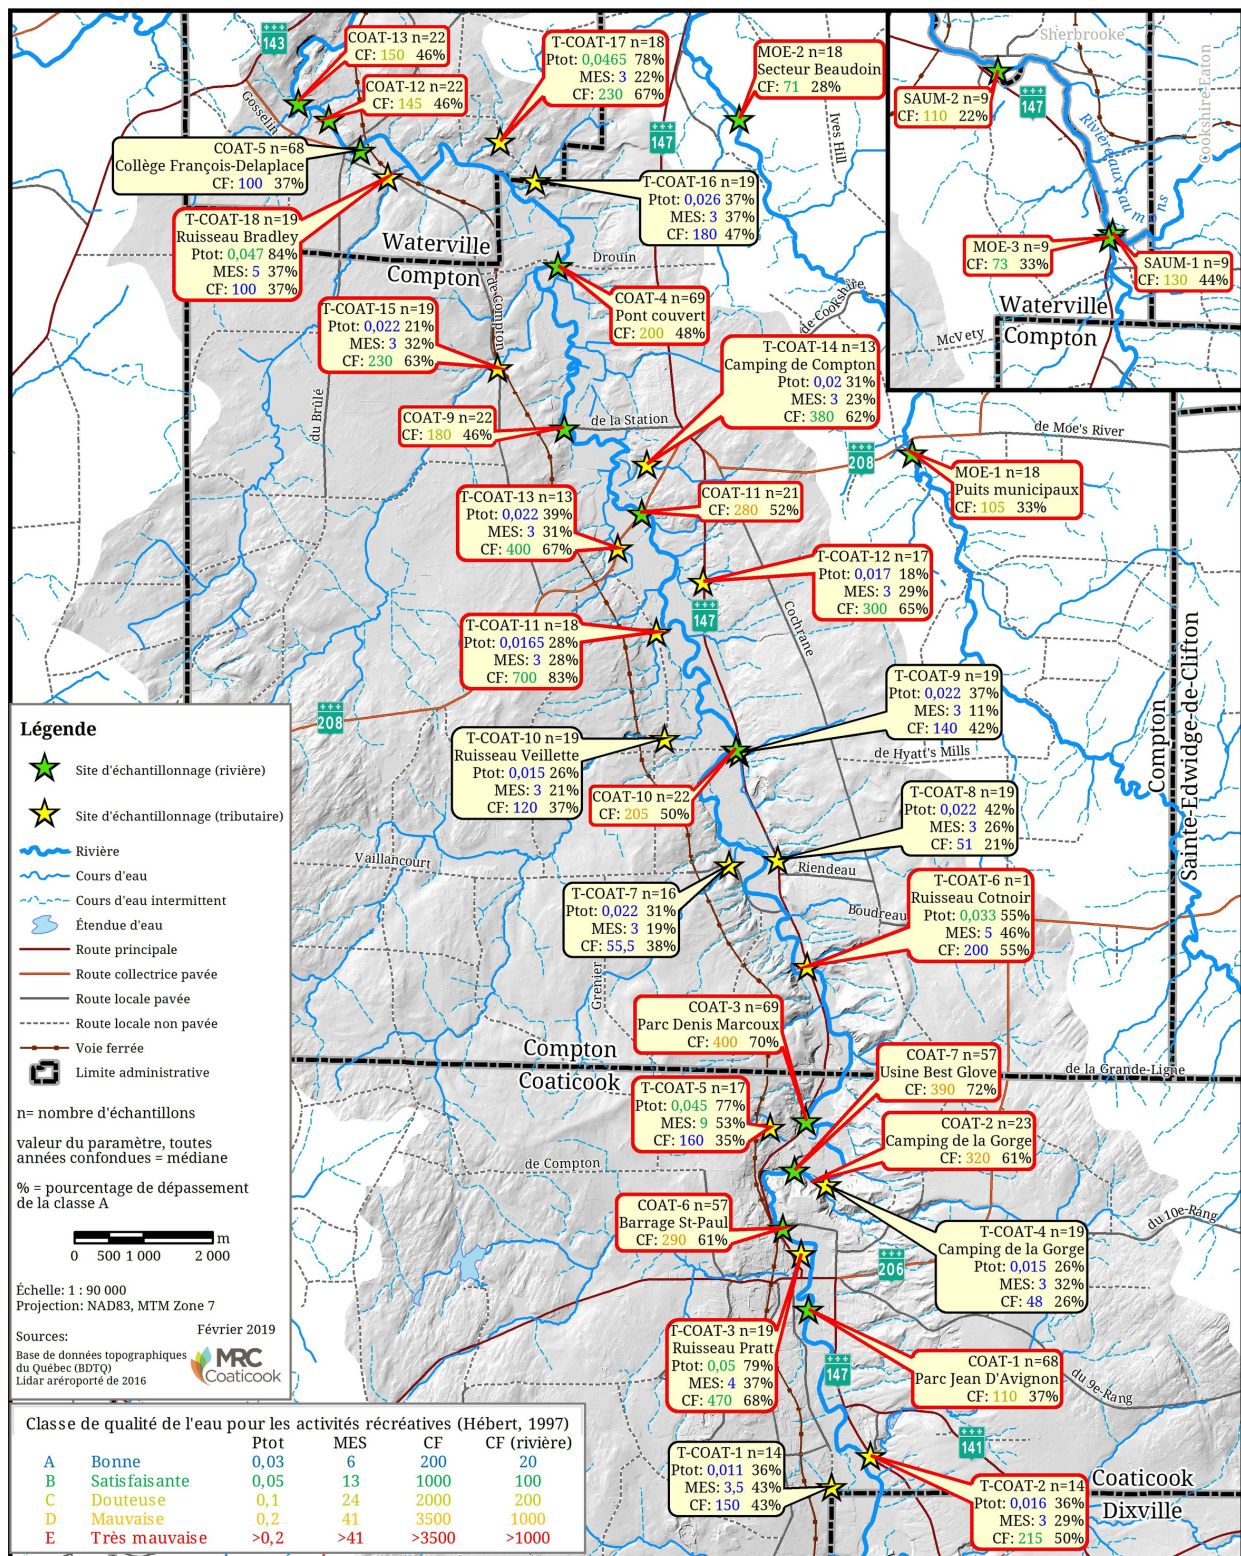 143
COAT-13 n=22
CF: 150 46%
COAT-12 n=22
CF: 145 46%
Gosselin
T-COAT-17 n=18
Ptot: 0,0465 78%
MES: 3 22%
CF: 230 67%
MOE-2 n=18
Secteur Beaudoin
CF: 71 28%
Sherbrooke
Cookshire-Eaton
SAUM-2 n=9
CF: 110 22%
147
Rivière aux Saumons
MOE-3 n=9
CF: 73 33%
SAUM-1 n=9
CF: 130 44%
Waterville
Compton
McVety
COAT-5 n=68
Collège François-Delaplace
CF: 100 37%
147
Ives Hill
T-COAT-16 n=19
Ptot: 0,026 37%
MES: 3 37%
CF: 180 47%
T-COAT-18 n=19
Ruisseau Bradley
Ptot: 0,047 84%
MES: 5 37%
CF: 100 37%
Waterville
Compton
Drouin
de Compton
COAT-4 n=69
Pont couvert
CF: 200 48%
de Cookshire
T-COAT-15 n=19
Ptot: 0,022 21%
MES: 3 32%
CF: 230 63%
T-COAT-14 n=13
Camping de Compton
Ptot: 0,02 31%
MES: 3 23%
CF: 380 62%
du Brûlé
COAT-9 n=22
CF: 180 46%
de la Station
de Moe's River
208
MOE-1 n=18
Puits municipaux
CF: 105 33%
T-COAT-13 n=13
Ptot: 0,022 39%
MES: 3 31%
CF: 400 67%
COAT-11 n=21
CF: 280 52%
T-COAT-12 n=17
Ptot: 0,017 18%
MES: 3 29%
CF: 300 65%
147
Cochrane
T-COAT-11 n=18
Ptot: 0,0165 28%
MES: 3 28%
CF: 700 83%
T-COAT-9 n=19
Ptot: 0,022 37%
MES: 3 11%
CF: 140 42%
Compton
Sainte-Edwidge-de-Clifton
208
T-COAT-10 n=19
Ruisseau Veillette
Ptot: 0,015 26%
MES: 3 21%
CF: 120 37%
de Hyatt's Mills
COAT-10 n=22
CF: 205 50%
T-COAT-8 n=19
Ptot: 0,022 42%
MES: 3 26%
CF: 51 21%
Vaillancourt
Riendeau
T-COAT-7 n=16
Ptot: 0,022 31%
MES: 3 19%
CF: 55,5 38%
Boudreau
T-COAT-6 n=1
Ruisseau Cotnoir
Ptot: 0,033 55%
MES: 5 46%
CF: 200 55%
Grenier
COAT-3 n=69
Parc Denis Marcoux
CF: 400 70%
Compton
Coaticook
de la Grande-Ligne
COAT-7 n=57
Usine Best Glove
CF: 390 72%
T-COAT-5 n=17
Ptot: 0,045 77%
MES: 9 53%
CF: 160 35%
COAT-2 n=23
Camping de la Gorge
CF: 320 61%
de Compton
COAT-6 n=57
Barrage St-Paul
CF: 290 61%
du 10e-Rang
206
T-COAT-4 n=19
Camping de la Gorge
Ptot: 0,015 26%
MES: 3 32%
CF: 48 26%
T-COAT-3 n=19
Ruisseau Pratt
Ptot: 0,05 79%
MES: 4 37%
CF: 470 68%
147
COAT-1 n=68
Parc Jean D'Avignon
CF: 110 37%
du 9e-Rang
141
T-COAT-1 n=14
Ptot: 0,011 36%
MES: 3,5 43%
CF: 150 43%
T-COAT-2 n=14
Ptot: 0,016 36%
MES: 3 29%
CF: 215 50%
Coaticook
Dixville
Légende
Site d'échantillonnage (rivière)
Site d'échantillonnage (tributaire)
Rivière
Cours d'eau
Cours d'eau intermittent
Étendue d'eau
Route principale
Route collectrice pavée
Route locale pavée
Route locale non pavée
Voie ferrée
Limite administrative
n= nombre d'échantillons
valeur du paramètre, toutes
années confondues = médiane
% = pourcentage de dépassement
de la classe A
0 500 1 000 2 000 m
Échelle: 1 : 90 000
Projection: NAD83, MTM Zone 7
Février 2019
Sources:
Base de données topographiques
du Québec (BDTQ)
Lidar aréroporté de 2016
MRC
Coaticook
Classe de qualité de l'eau pour les activités récréatives (Hébert, 1997)
Ptot MES CF CF (rivière)
A Bonne 0,03 6 200 20
B Satisfaisante 0,05 13 1000 100
C Douteuse 0,1 24 2000 200
D Mauvaise 0,2 41 3500 1000
E Très mauvaise >0,2 >41 >3500 >1000